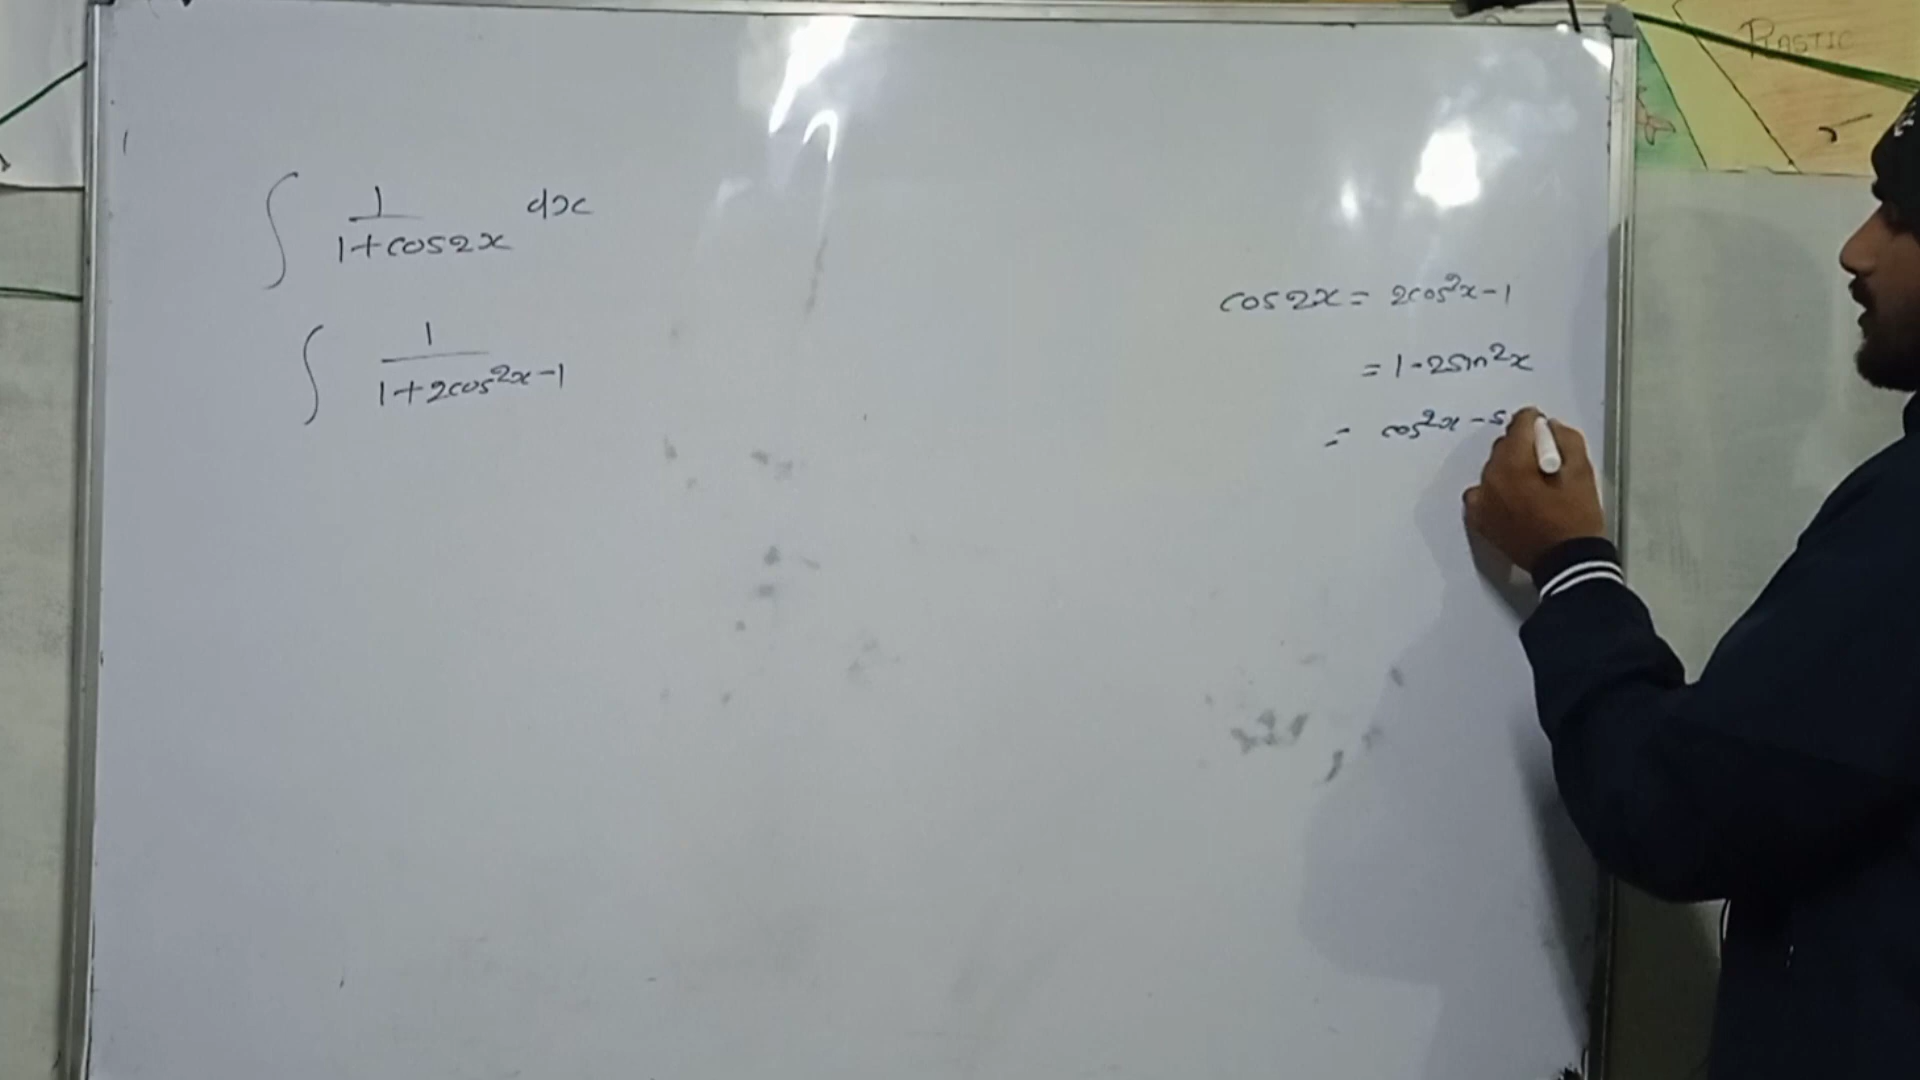 ∫ 1/(1+cos2x) dx
∫ 1/(1+2cos²x-1)
cos2x = 2cos²x-1
= 1-2sin²x
= cos²x - s
PLASTIC